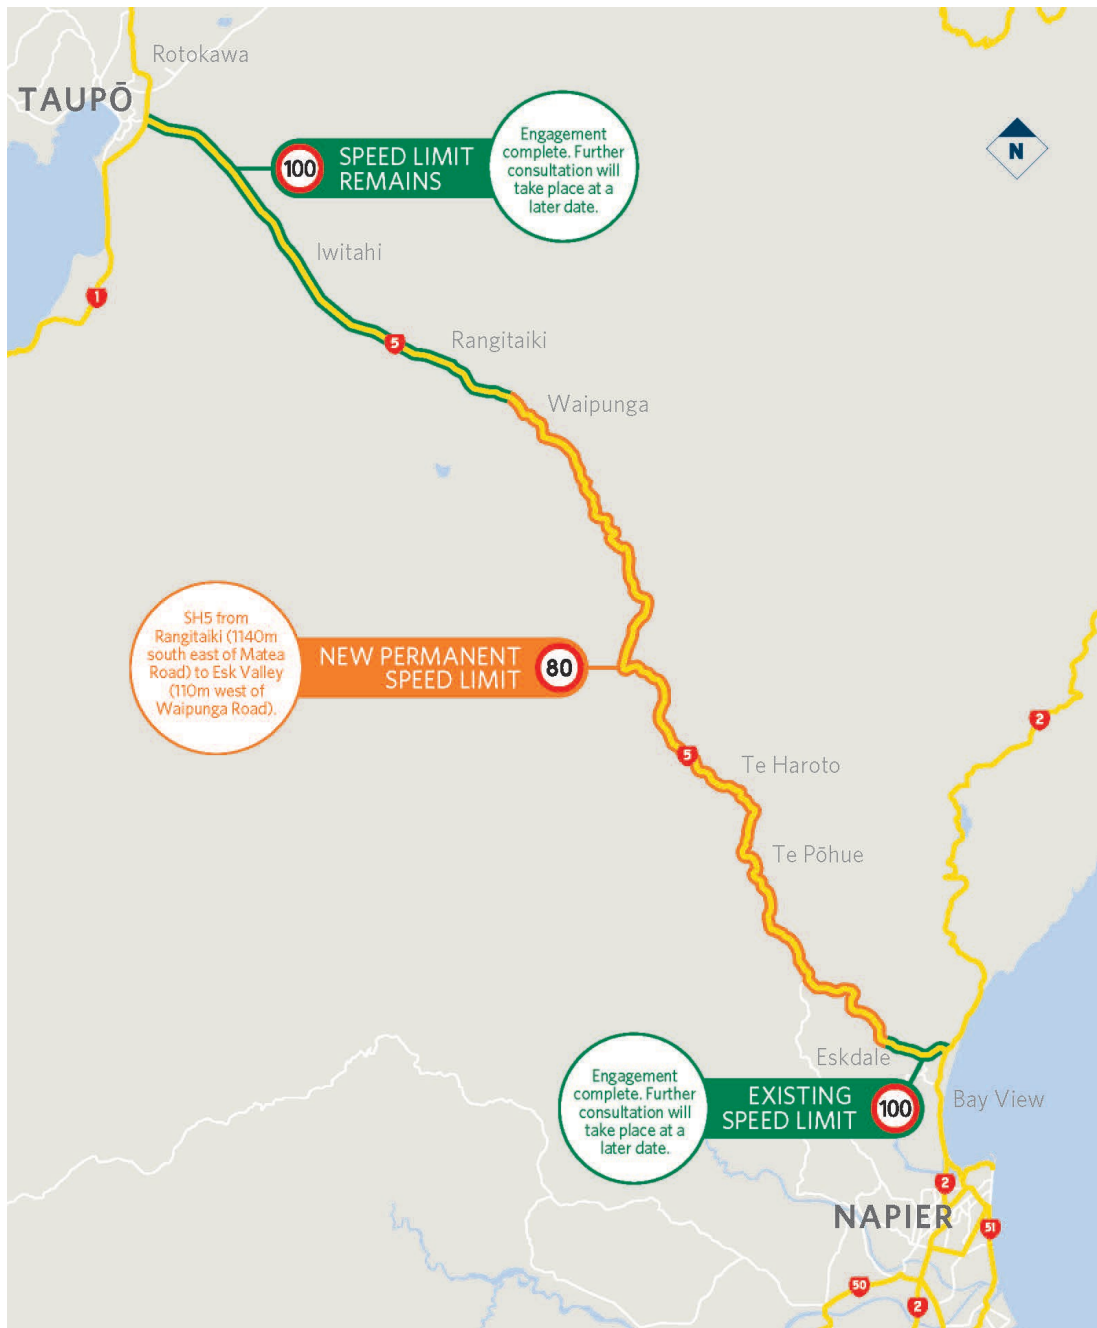 Rotokawa
TAUPŌ
100
SPEED LIMIT
REMAINS
Engagement
complete. Further
consultation will
take place at a
later date.
N
Iwitahi
1
5
Rangitaiki
Waipunga
SH5 from
Rangitaiki (1140m
south east of Matea
Road) to Esk Valley
(110m west of
Waipunga Road).
NEW PERMANENT
SPEED LIMIT
80
2
5
Te Haroto
Te Pōhue
Eskdale
Engagement
complete. Further
consultation will
take place at a
later date.
EXISTING
SPEED LIMIT
100
Bay View
2
NAPIER
51
50
2